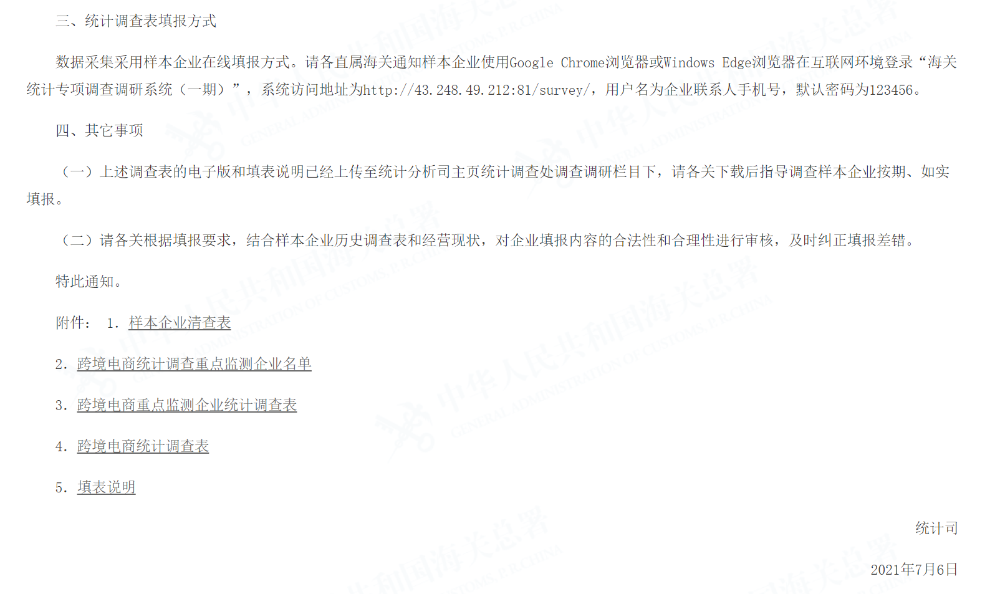 三、统计调查表填报方式
数据采集采用样本企业在线填报方式。请各直属海关通知样本企业使用Google Chrome浏览器或Windows Edge浏览器在互联网环境登录“海关
统计专项调查调研系统（一期）”，系统访问地址为http://43.248.49.212:81/survey/，用户名为企业联系人手机号，默认密码为123456。
四、其它事项
（一）上述调查表的电子版和填表说明已经上传至统计分析司主页统计调查处调查调研栏目下，请各关下载后指导调查样本企业按期、如实
填报。
（二）请各关根据填报要求，结合样本企业历史调查表和经营现状，对企业填报内容的合法性和合理性进行审核，及时纠正填报差错。
特此通知。
附件： 1．样本企业清查表
2．跨境电商统计调查重点监测企业名单
3．跨境电商重点监测企业统计调查表
4．跨境电商统计调查表
5．填表说明
统计司
2021年7月6日
中华人民共和国海关总署
GENERAL ADMINISTRATION OF CUSTOMS, P. R. CHINA